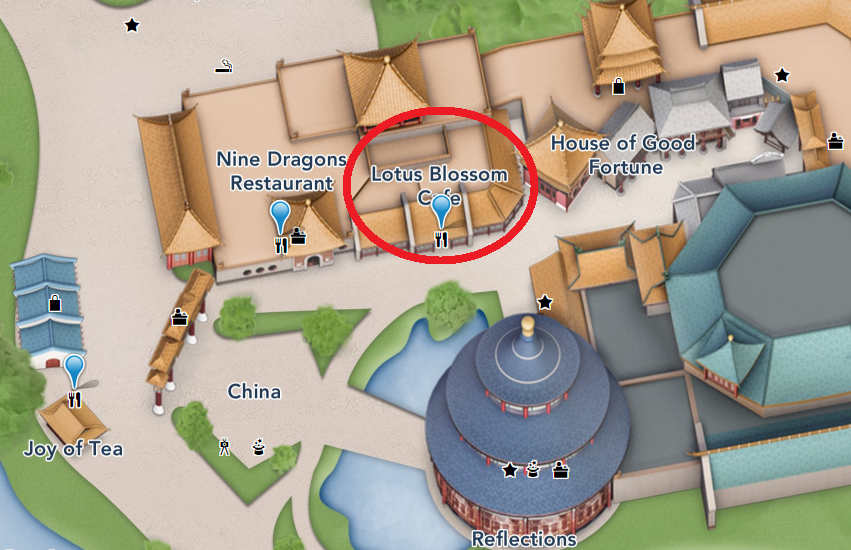 Nine Dragons
Restaurant
Lotus Blossom
Cafe
House of Good
Fortune
China
Joy of Tea
Reflections